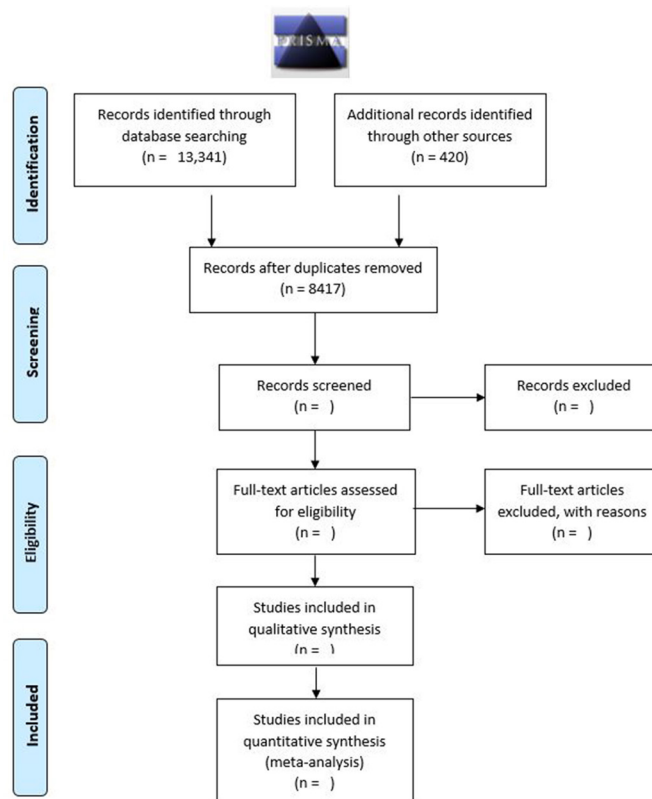 PRISMA
Identification
Records identified through
database searching
(n = 13,341)
Additional records identified
through other sources
(n = 420)
Records after duplicates removed
(n = 8417)
Screening
Records screened
(n = )
Records excluded
(n = )
Eligibility
Full-text articles assessed
for eligibility
(n = )
Full-text articles
excluded, with reasons
(n = )
Studies included in
qualitative synthesis
(n = )
Included
Studies included in
quantitative synthesis
(meta-analysis)
(n = )